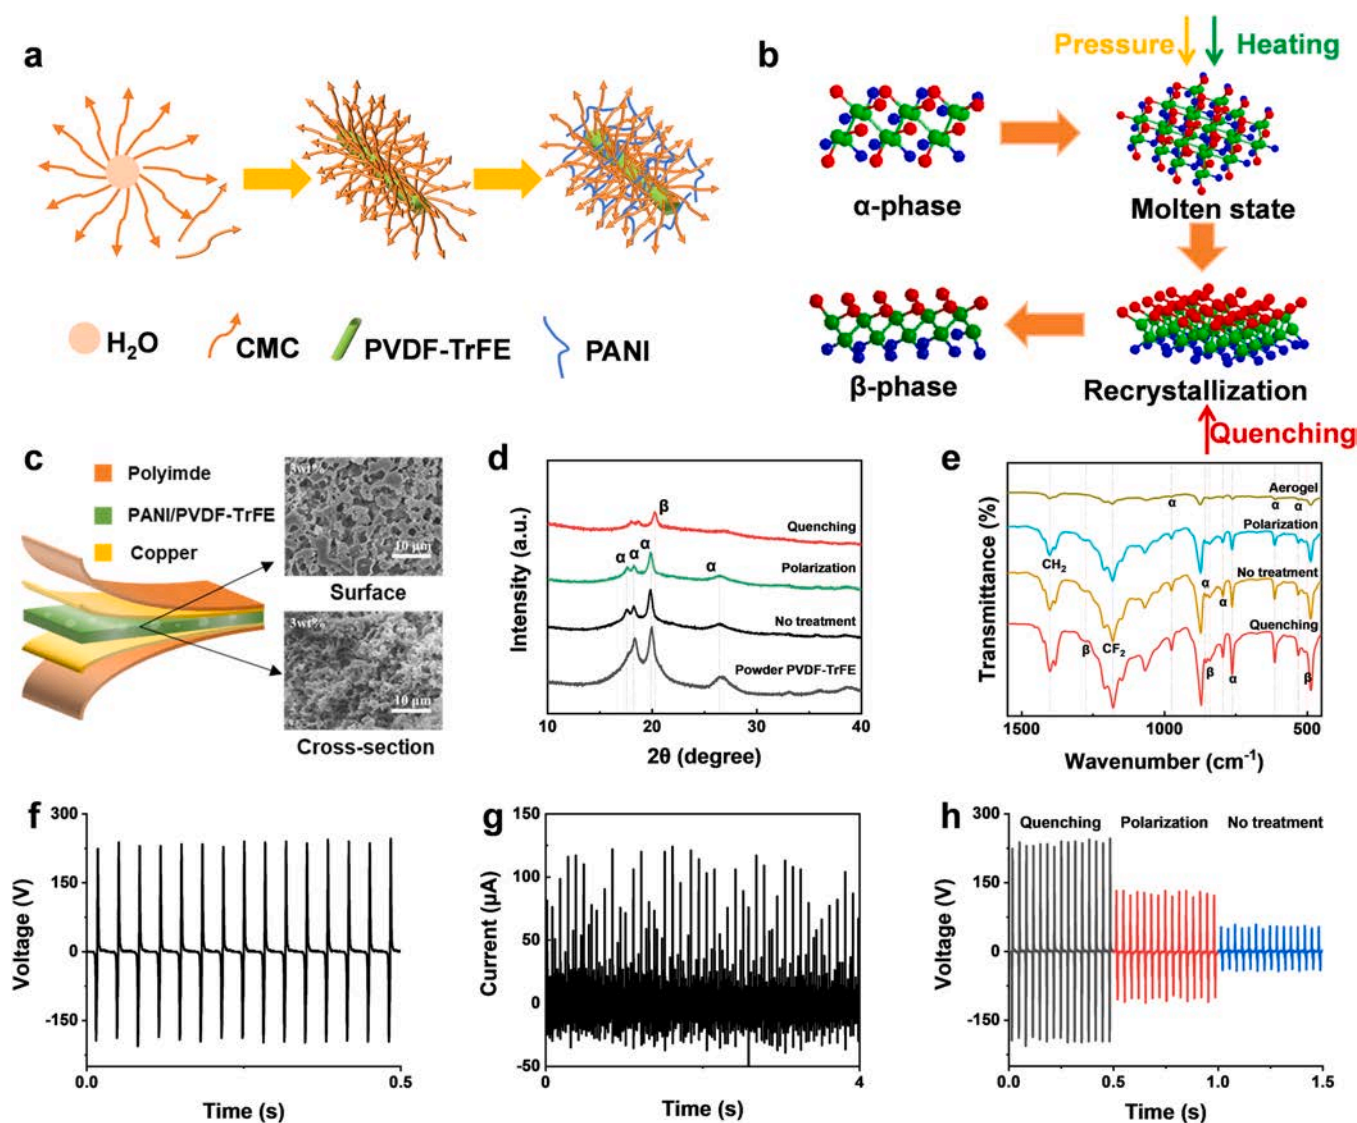 a
H2O
CMC
PVDF-TrFE
PANI
b
Pressure
Heating
α-phase
Molten state
β-phase
Recrystallization
Quenching
c
Polyimde
PANI/PVDF-TrFE
Copper
3wt%
10 μm
Surface
3wt%
10 μm
Cross-section
d
Intensity (a.u.)
β
Quenching
α
α
α
α
Polarization
No treatment
Powder PVDF-TrFE
10
20
30
40
2θ (degree)
e
Transmittance (%)
Aerogel
α
α
α
Polarization
CH2
No treatment
α
α
Quenching
β
CF2
β
α
β
1500
1000
500
Wavenumber (cm-1)
f
Voltage (V)
300
150
0
-150
0.0
0.5
Time (s)
g
Current (μA)
150
100
50
0
-50
0
4
Time (s)
h
Voltage (V)
300
150
0
-150
Quenching
Polarization
No treatment
0.0
0.5
1.0
1.5
Time (s)